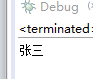 Debug
<terminated>
张三